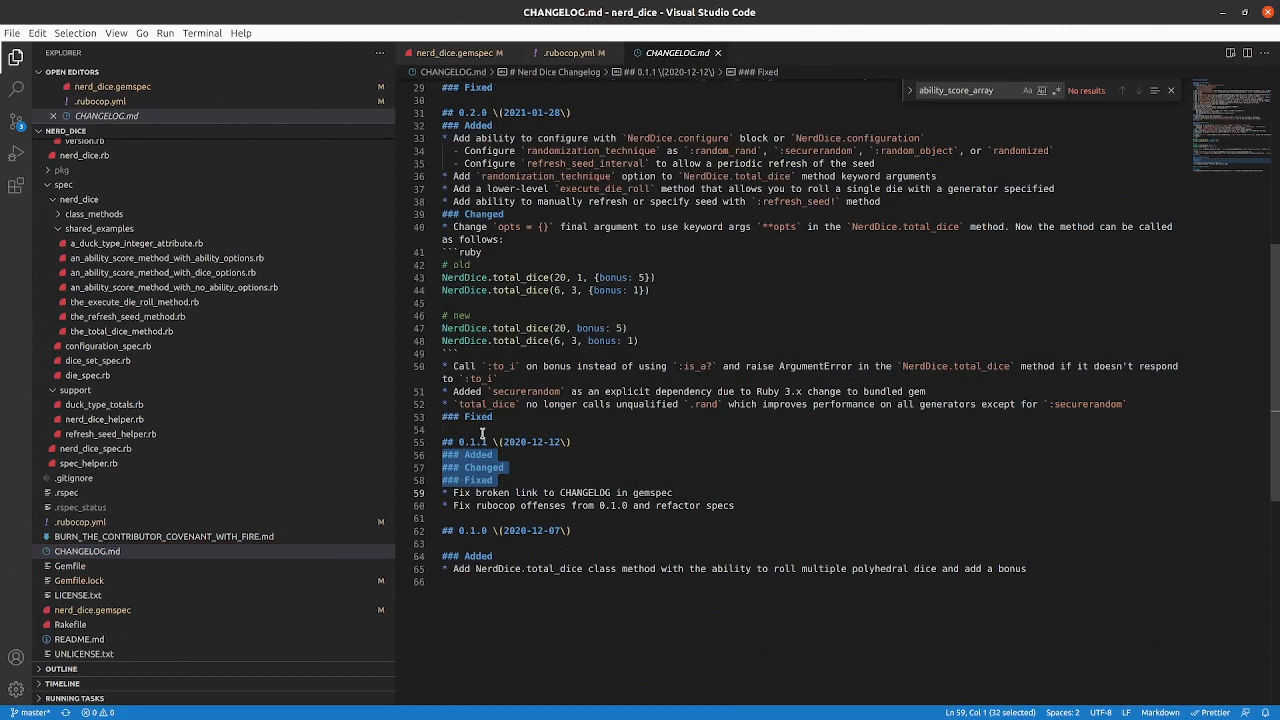 CHANGELOG.md - nerd_dice - Visual Studio Code
File Edit Selection View Go Run Terminal Help
EXPLORER
OPEN EDITORS
nerd_dice.gemspec M
.rubocop.yml M
CHANGELOG.md
NERD_DICE
version.rb
nerd_dice.rb
pkg
spec
nerd_dice
class_methods
shared_examples
a_duck_type_integer_attribute.rb
an_ability_score_method_with_ability_options.rb
an_ability_score_method_with_dice_options.rb
an_ability_score_method_with_no_ability_options.rb
the_execute_die_roll_method.rb
the_refresh_seed_method.rb
the_total_dice_method.rb
configuration_spec.rb
dice_set_spec.rb
die_spec.rb
support
duck_type_totals.rb
nerd_dice_helper.rb
refresh_seed_helper.rb
nerd_dice_spec.rb
spec_helper.rb
.gitignore
.rspec
.rspec_status
.rubocop.yml M
BURN_THE_CONTRIBUTOR_COVENANT_WITH_FIRE.md
CHANGELOG.md
Gemfile
Gemfile.lock M
LICENSE.txt
nerd_dice.gemspec M
Rakefile
README.md
UNLICENSE.txt
OUTLINE
TIMELINE
RUNNING TASKS
3
nerd_dice.gemspec M .rubocop.yml M CHANGELOG.md
CHANGELOG.md # Nerd Dice Changelog ## 0.1.1 \(2020-12-12\) ### Fixed
ability_score_array Aa ab No results
29 ### Fixed
30
31 ## 0.2.0 \(2021-01-28\)
32 ### Added
33 * Add ability to configure with `NerdDice.configure` block or `NerdDice.configuration`
34 - Configure `randomization_technique` as `:random_rand`, `:securerandom`, `:random_object`, or `randomized`
35 - Configure `refresh_seed_interval` to allow a periodic refresh of the seed
36 * Add `randomization_technique` option to `NerdDice.total_dice` method keyword arguments
37 * Add a lower-level `execute_die_roll` method that allows you to roll a single die with a generator specified
38 * Add ability to manually refresh or specify seed with `:refresh_seed!` method
39 ### Changed
40 * Change `opts = {}` final argument to use keyword args `**opts` in the `NerdDice.total_dice` method. Now the method can be called
as follows:
41 ```ruby
42 # old
43 NerdDice.total_dice(20, 1, {bonus: 5})
44 NerdDice.total_dice(6, 3, {bonus: 1})
45
46 # new
47 NerdDice.total_dice(20, bonus: 5)
48 NerdDice.total_dice(6, 3, bonus: 1)
49 ```
50 * Call `:to_i` on bonus instead of using `:is_a?` and raise ArgumentError in the `NerdDice.total_dice` method if it doesn't respond
to `:to_i`
51 * Added `securerandom` as an explicit dependency due to Ruby 3.x change to bundled gem
52 * `total_dice` no longer calls unqualified `.rand` which improves performance on all generators except for `:securerandom`
53 ### Fixed
54
55 ## 0.1.1 \(2020-12-12\)
56 ### Added
57 ### Changed
58 ### Fixed
59 * Fix broken link to CHANGELOG in gemspec
60 * Fix rubocop offenses from 0.1.0 and refactor specs
61
62 ## 0.1.0 \(2020-12-07\)
63
64 ### Added
65 * Add NerdDice.total_dice class method with the ability to roll multiple polyhedral dice and add a bonus
66
master* 0 0 Ln 59, Col 1 (32 selected) Spaces: 2 UTF-8 LF Markdown Prettier